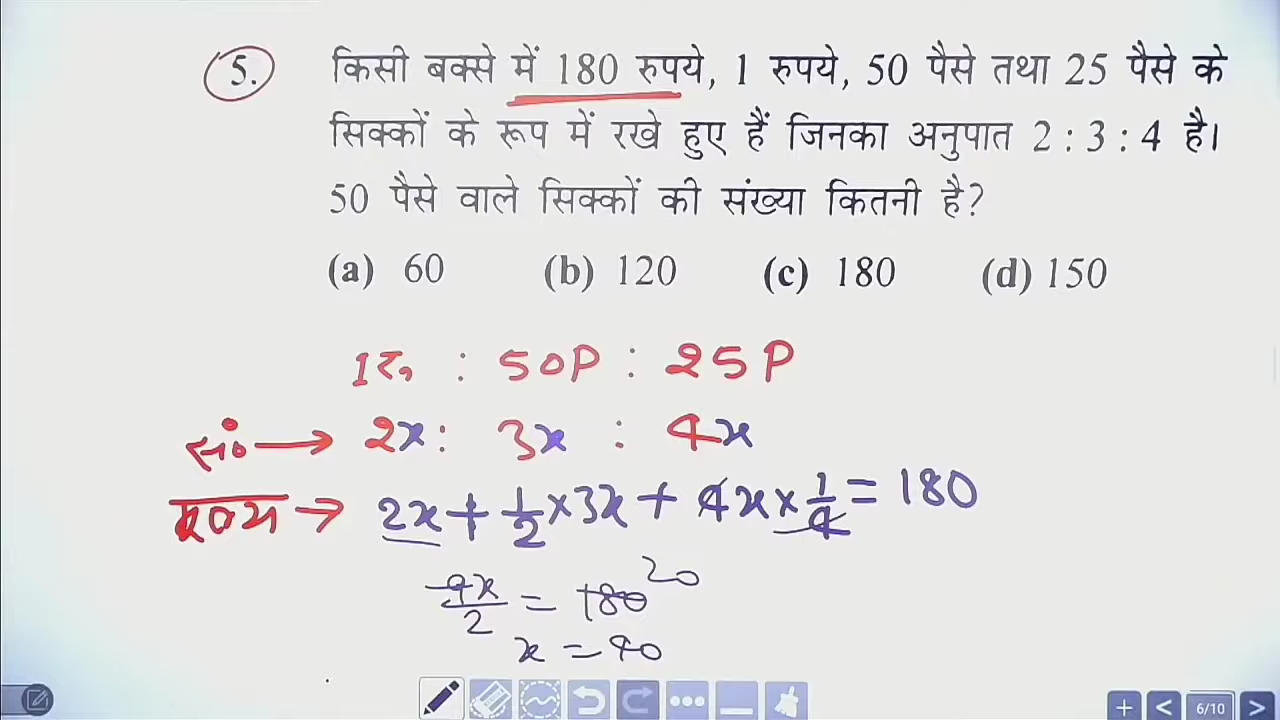 5. किसी बक्से में 180 रुपये, 1 रुपये, 50 पैसे तथा 25 पैसे के
सिक्कों के रूप में रखे हुए हैं जिनका अनुपात 2 : 3 : 4 है।
50 पैसे वाले सिक्कों की संख्या कितनी है?
(a) 60 (b) 120 (c) 180 (d) 150
1रु : 50P : 25P
सं० → 2x : 3x : 4x
→ 2x + 1/2 × 3x + 4x × 1/4 = 180
9x/2 = 180 20
x = 40
6/10